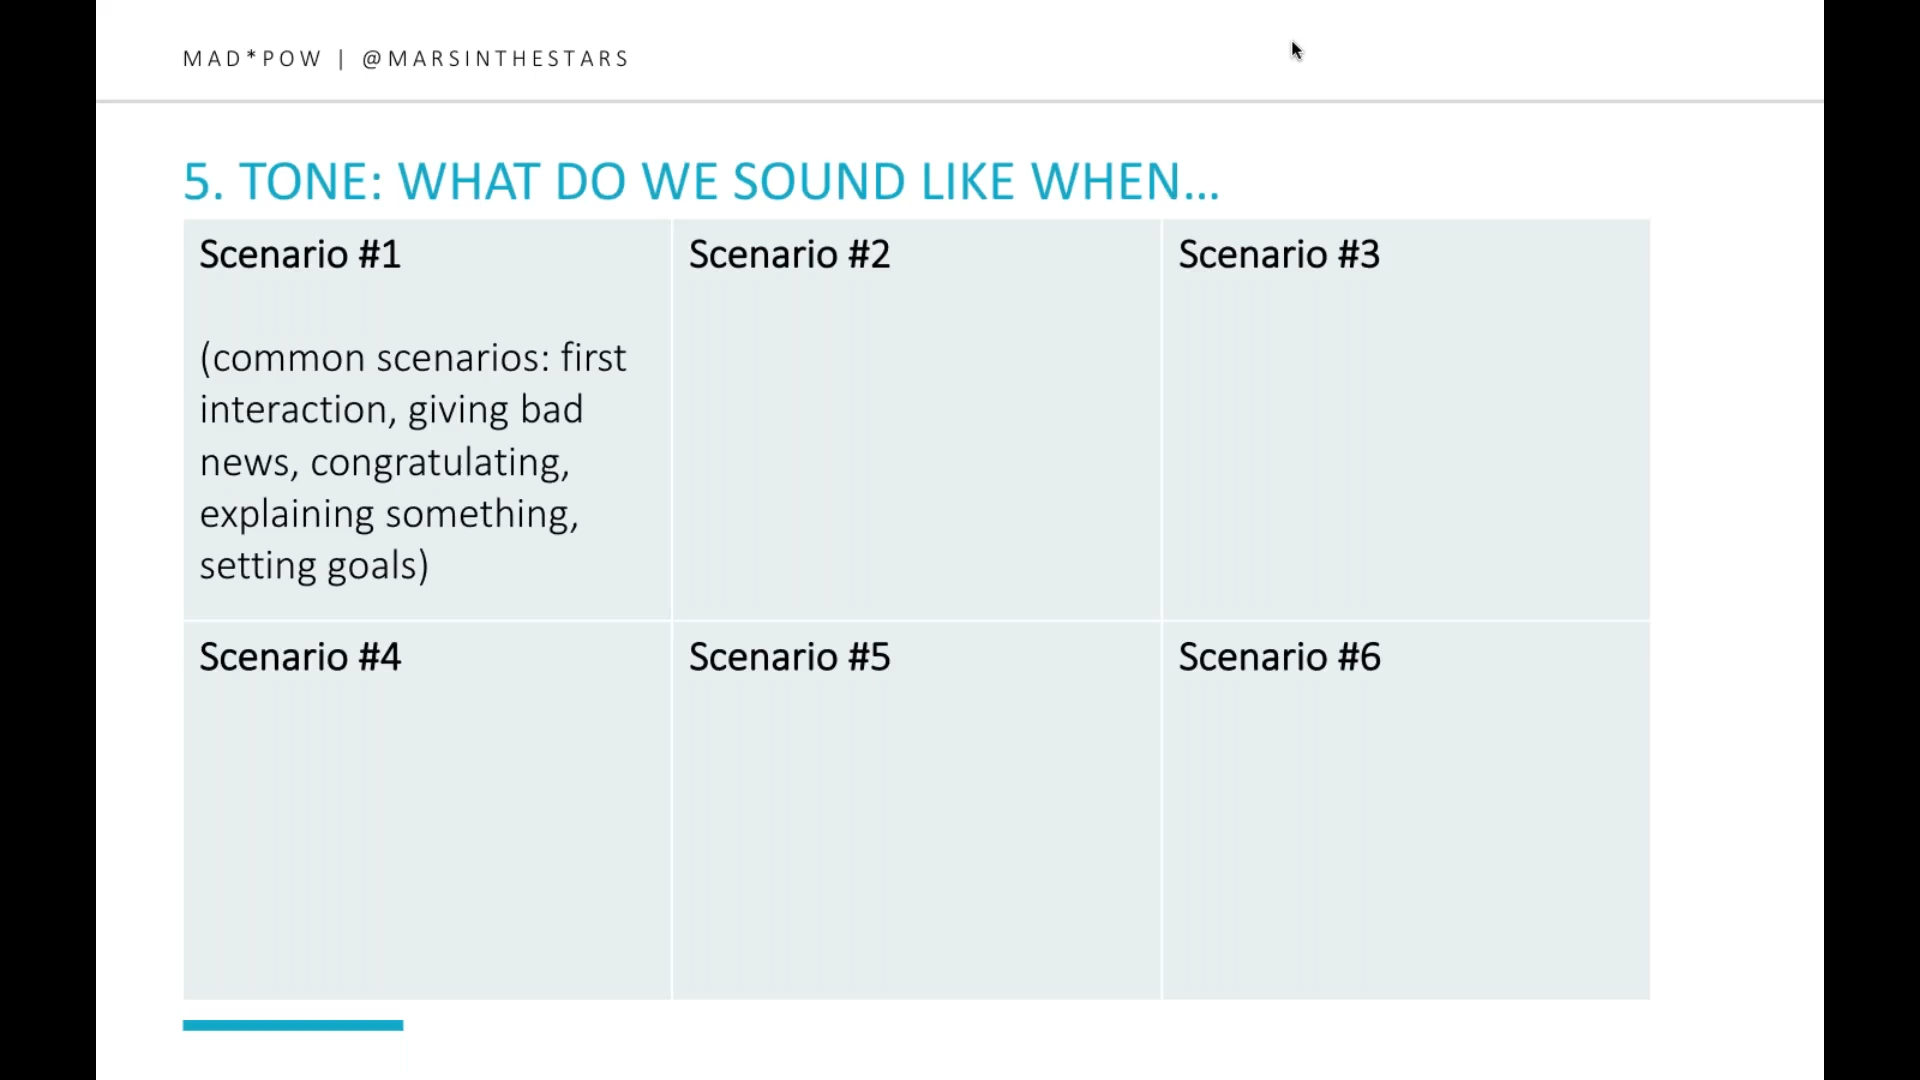 MAD*POW | @MARSINTHESTARS
5. TONE: WHAT DO WE SOUND LIKE WHEN...
Scenario #1
(common scenarios: first
interaction, giving bad
news, congratulating,
explaining something,
setting goals)
Scenario #2
Scenario #3
Scenario #4
Scenario #5
Scenario #6